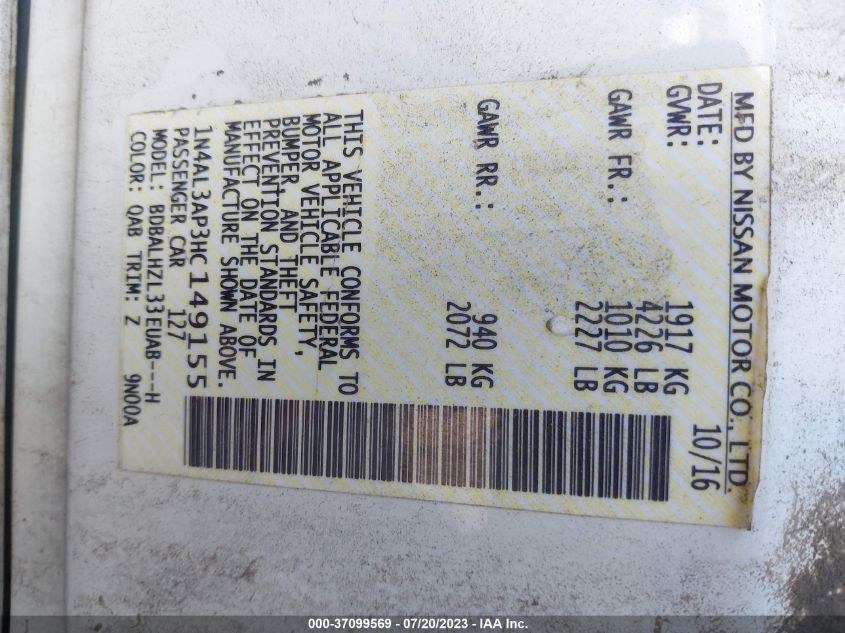 MFD BY NISSAN MOTOR CO., LTD.
DATE: 10/16
GVWR: 1917 KG
4226 LB
GAWR FR.: 1010 KG
2227 LB
GAWR RR.: 940 KG
2072 LB
THIS VEHICLE CONFORMS TO
ALL APPLICABLE FEDERAL
MOTOR VEHICLE SAFETY,
BUMPER, AND THEFT
PREVENTION STANDARDS IN
EFFECT ON THE DATE OF
MANUFACTURE SHOWN ABOVE.
1N4AL3AP3HC149155
PASSENGER CAR 127
MODEL: BDBALHZL33EUAB---H
COLOR: QAB TRIM: Z 9N00A
000-37099569 | 07/20/2023 - IAA Inc.